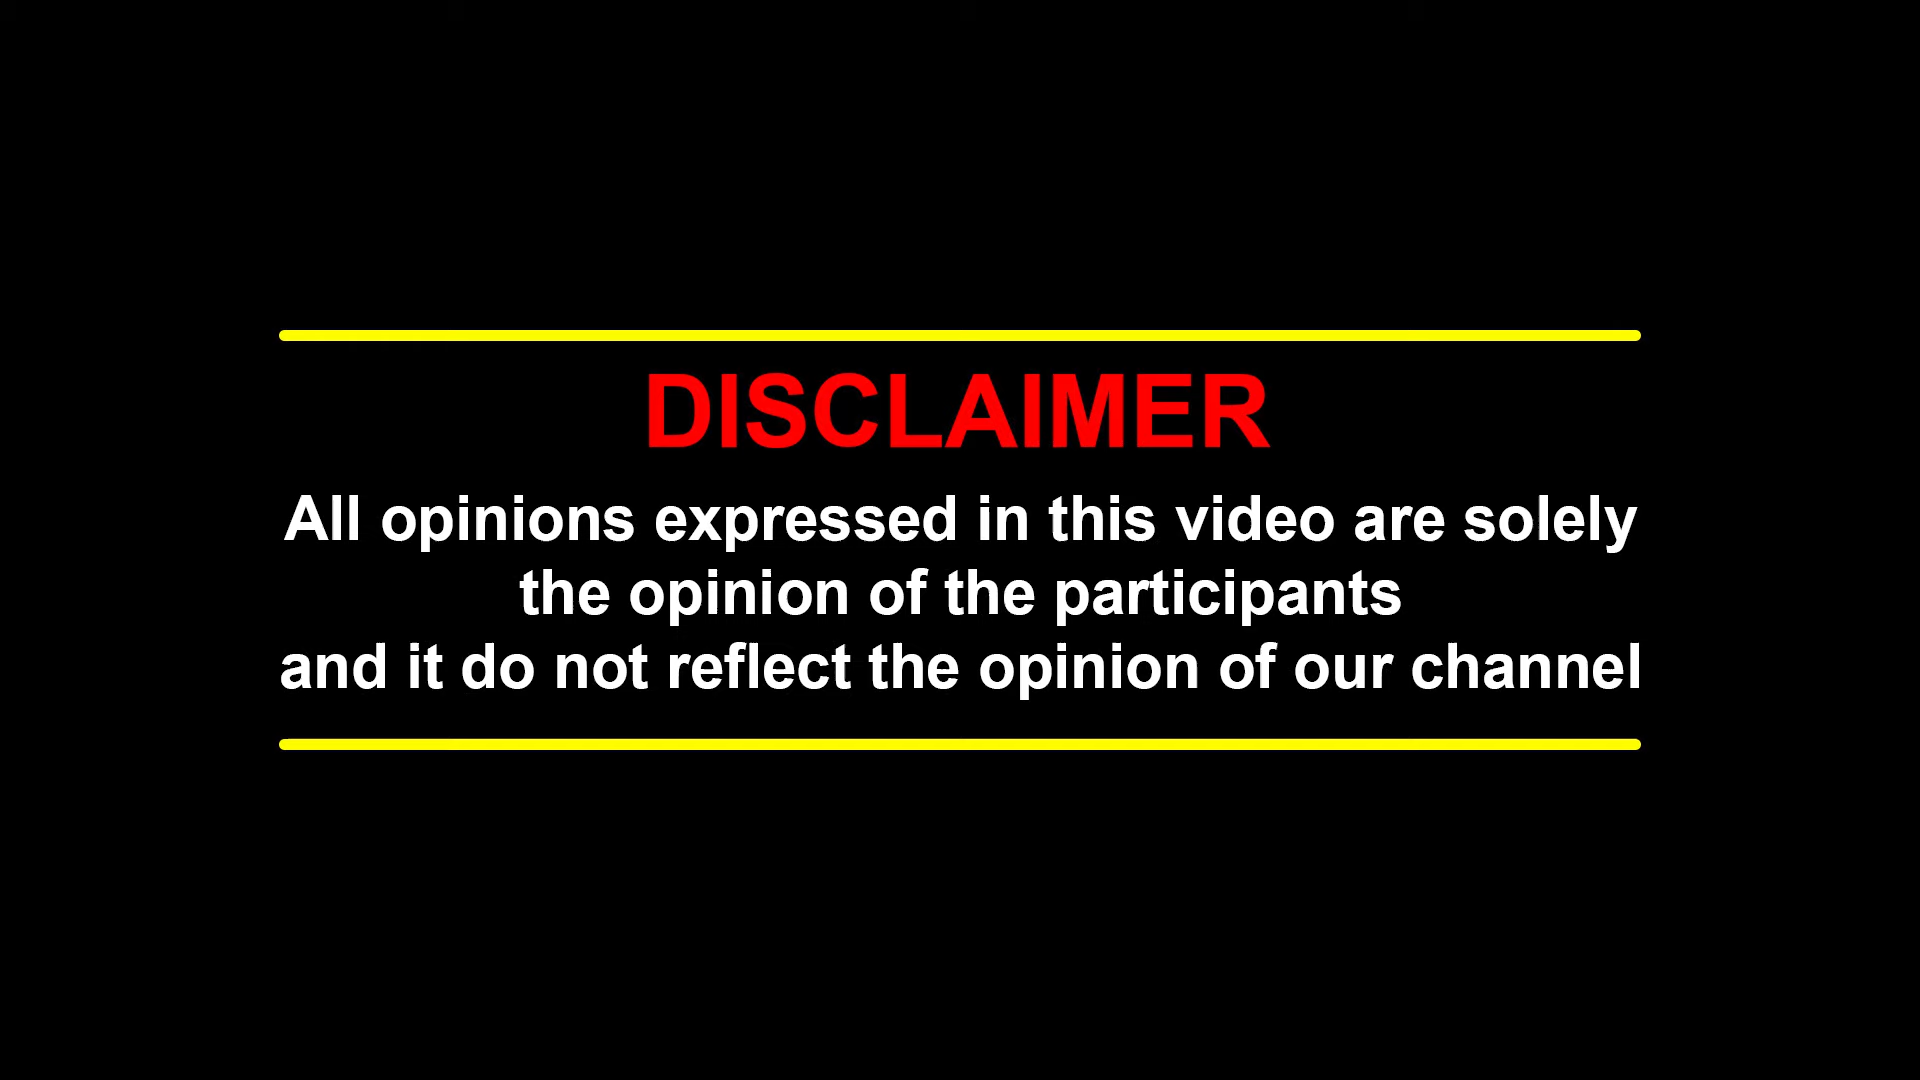 DISCLAIMER
All opinions expressed in this video are solely
the opinion of the participants
and it do not reflect the opinion of our channel